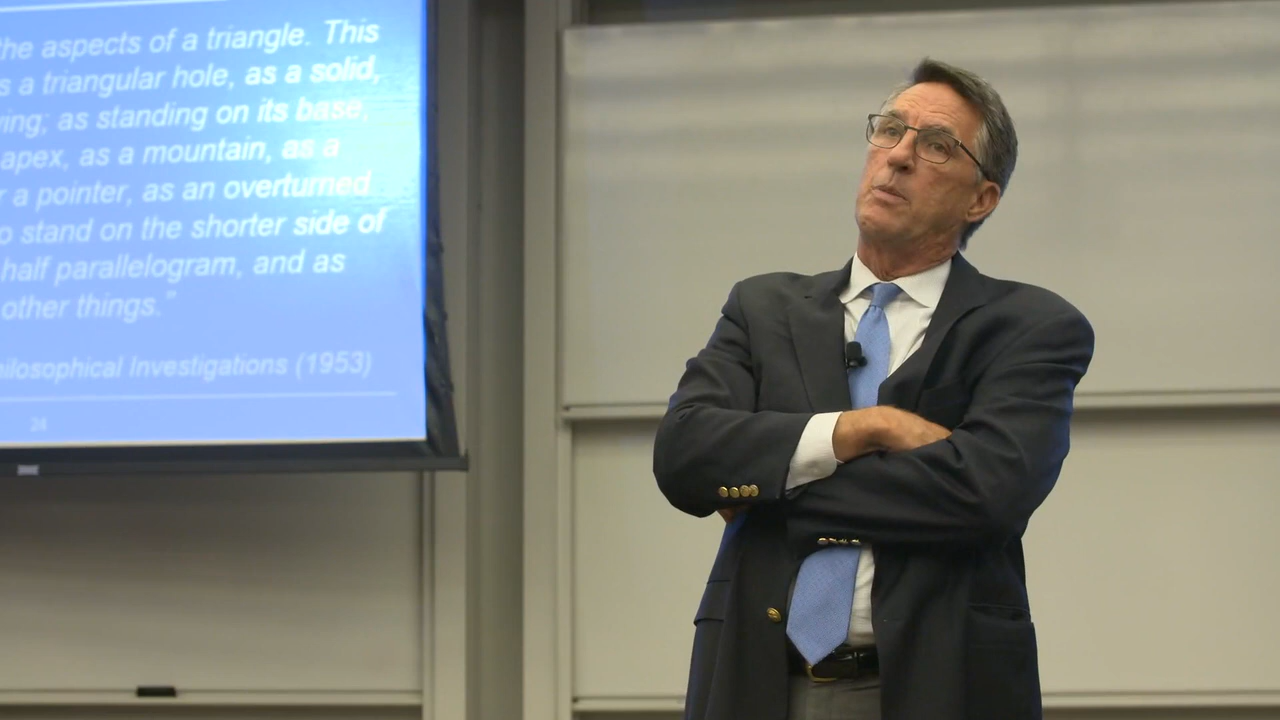 the aspects of a triangle. This
s a triangular hole, as a solid,
ving; as standing on its base,
apex, as a mountain, as a
r a pointer, as an overturned
o stand on the shorter side of
half parallelogram, and as
other things."
hilosophical Investigations (1953)
24